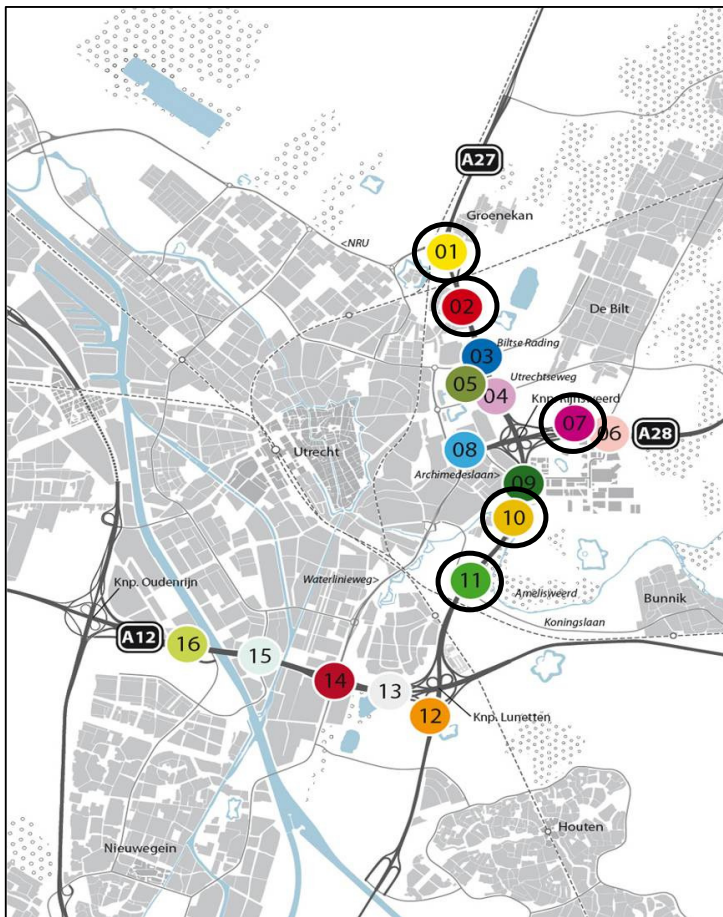 A27
Groenekan
<NRU
01
02
De Bilt
03
Biltse Rading
05
Utrechtseweg
04
Knp. Rijnsweerd
07
06
A28
08
Utrecht
Archimedeslaan>
09
10
Waterlinieweg>
11
Amelisweerd
Knp. Oudenrijn
Bunnik
Koningslaan
A12
16
15
14
13
12
Knp. Lunetten
Houten
Nieuwegein